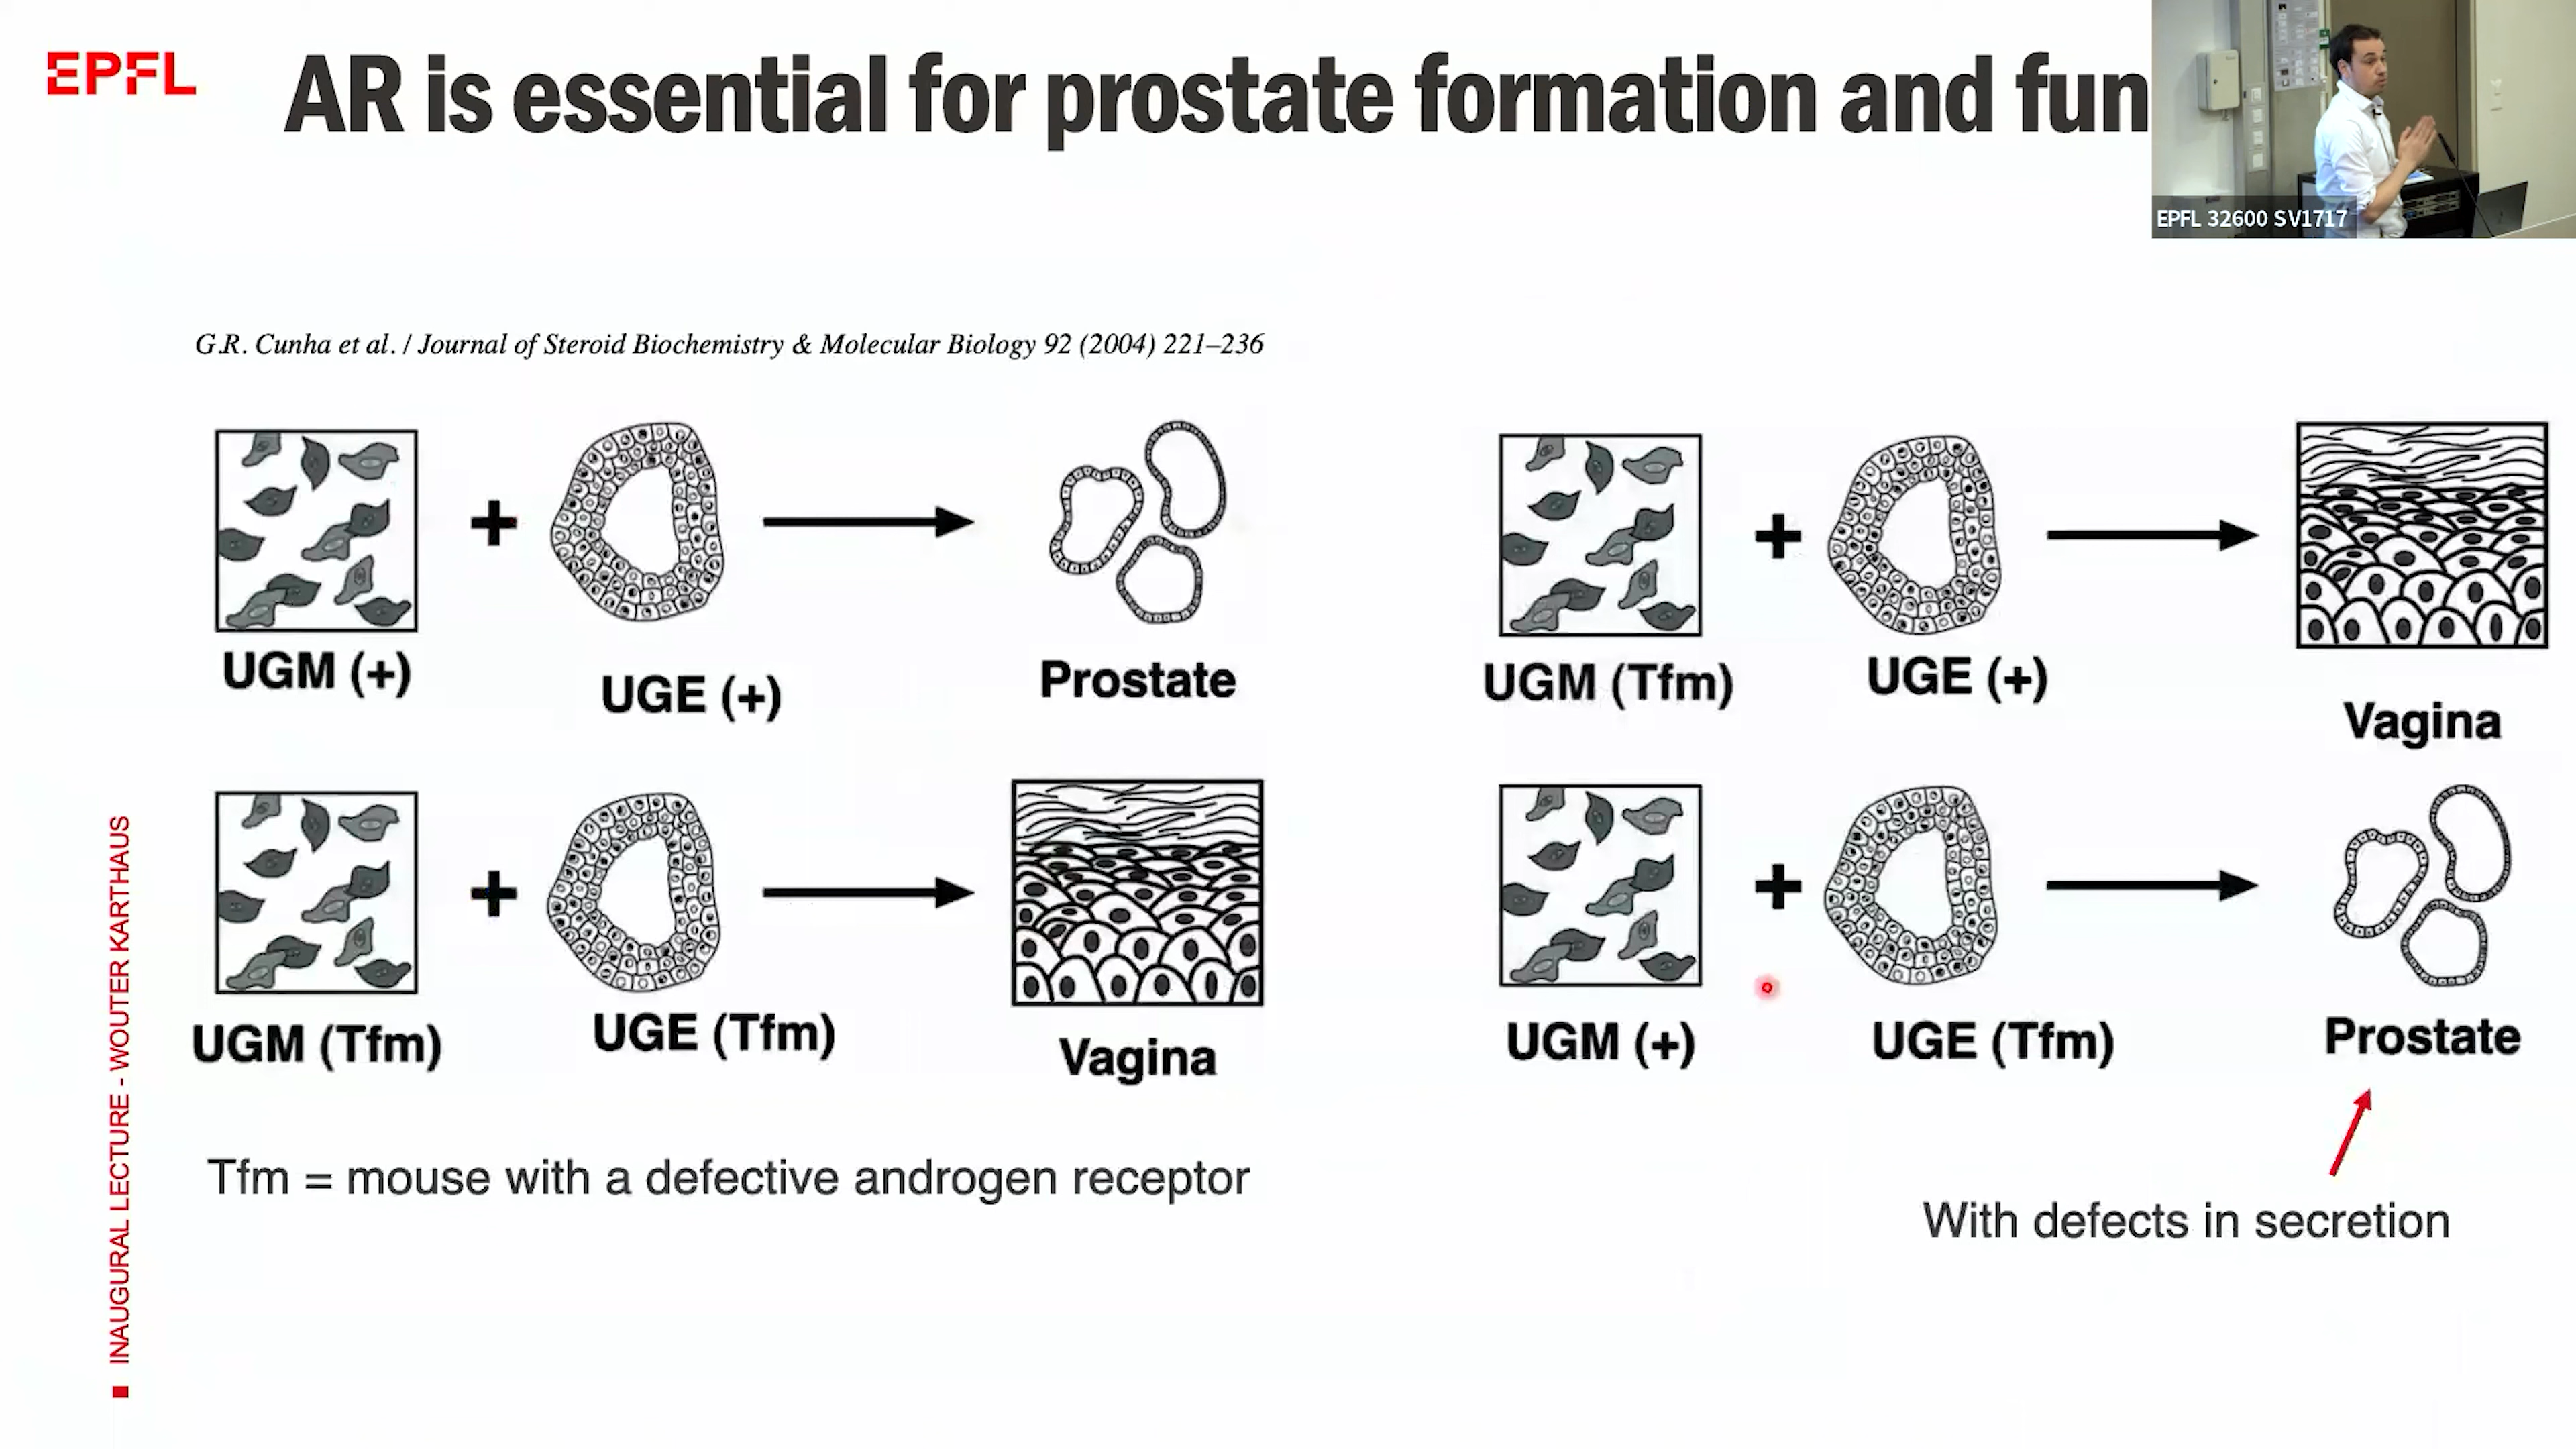 EPFL
AR is essential for prostate formation and fun
EPFL 32600 SV1717
G.R. Cunha et al. / Journal of Steroid Biochemistry & Molecular Biology 92 (2004) 221–236
+
UGM (+)
UGE (+)
Prostate
+
UGM (Tfm)
UGE (+)
Vagina
+
UGM (Tfm)
UGE (Tfm)
Vagina
+
UGM (+)
UGE (Tfm)
Prostate
Tfm = mouse with a defective androgen receptor
With defects in secretion
INAUGURAL LECTURE - WOUTER KARTHAUS